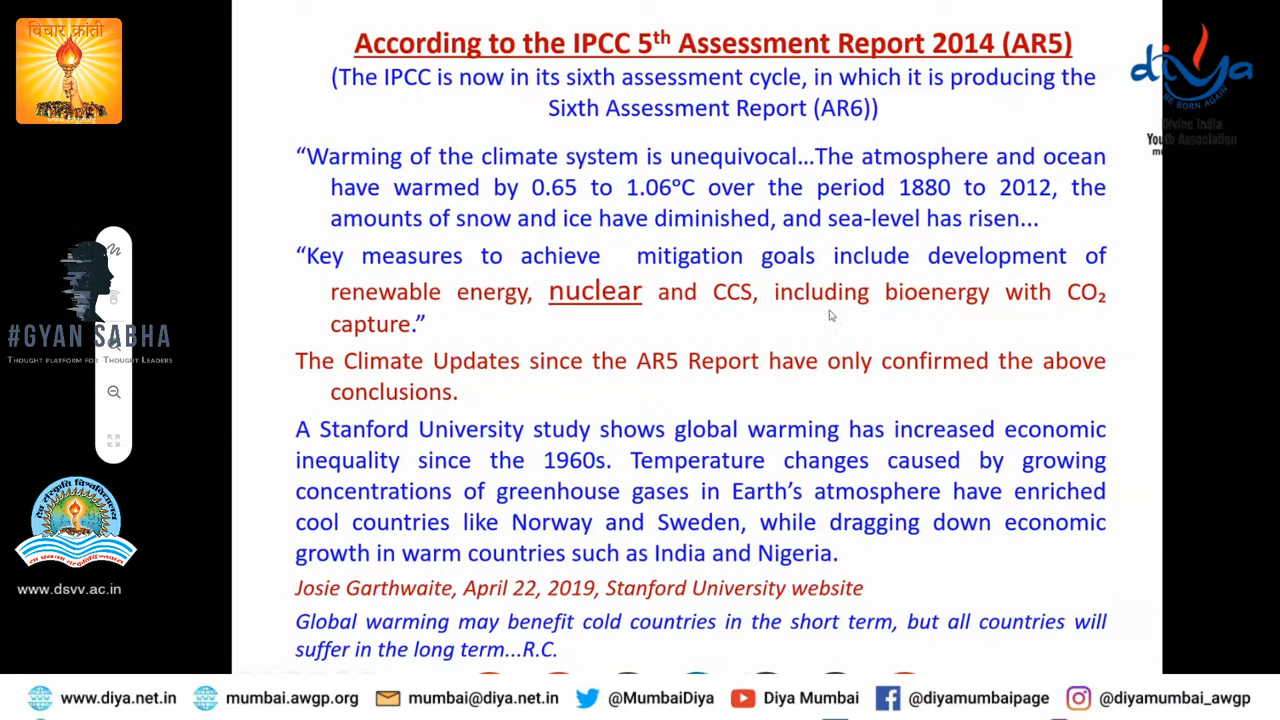 विचार क्रांती
www.awgp.org
According to the IPCC 5th Assessment Report 2014 (AR5)
(The IPCC is now in its sixth assessment cycle, in which it is producing the
Sixth Assessment Report (AR6))
diya
BE BORN AGAIN
Divine India
Youth Association
“Warming of the climate system is unequivocal...The atmosphere and ocean
have warmed by 0.65 to 1.06ºC over the period 1880 to 2012, the
amounts of snow and ice have diminished, and sea-level has risen...
“Key measures to achieve mitigation goals include development of
renewable energy, nuclear and CCS, including bioenergy with CO₂
capture.”
#GYAN SABHA
THOUGHT PLATFORM FOR THOUGHT LEADERS
The Climate Updates since the AR5 Report have only confirmed the above
conclusions.
A Stanford University study shows global warming has increased economic
inequality since the 1960s. Temperature changes caused by growing
concentrations of greenhouse gases in Earth’s atmosphere have enriched
cool countries like Norway and Sweden, while dragging down economic
growth in warm countries such as India and Nigeria.
www.dsvv.ac.in
Josie Garthwaite, April 22, 2019, Stanford University website
Global warming may benefit cold countries in the short term, but all countries will
suffer in the long term...R.C.
www.diya.net.in mumbai.awgp.org mumbai@diya.net.in @MumbaiDiya Diya Mumbai @diyamumbaipage @diyamumbai_awgp